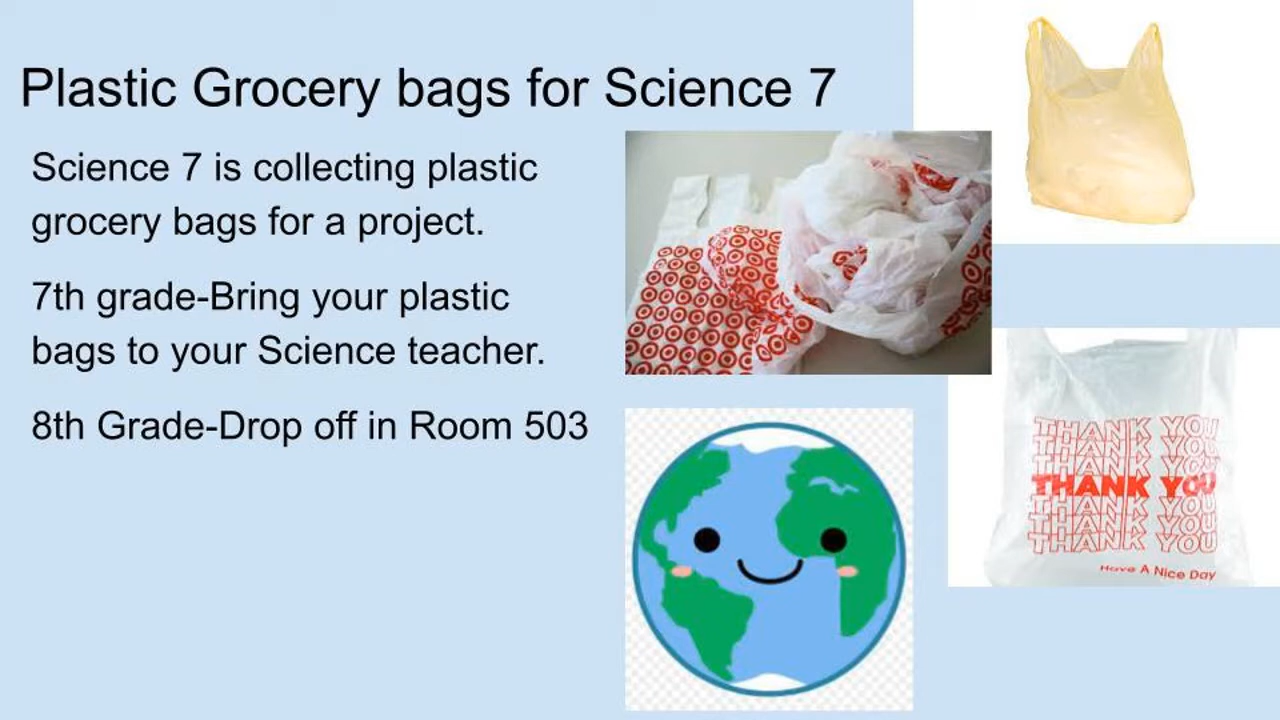 Plastic Grocery bags for Science 7
Science 7 is collecting plastic
grocery bags for a project.
7th grade-Bring your plastic
bags to your Science teacher.
8th Grade-Drop off in Room 503
THANK YOU
THANK YOU
THANK YOU
THANK YOU
THANK YOU
THANK YOU
THANK YOU
Have A Nice Day